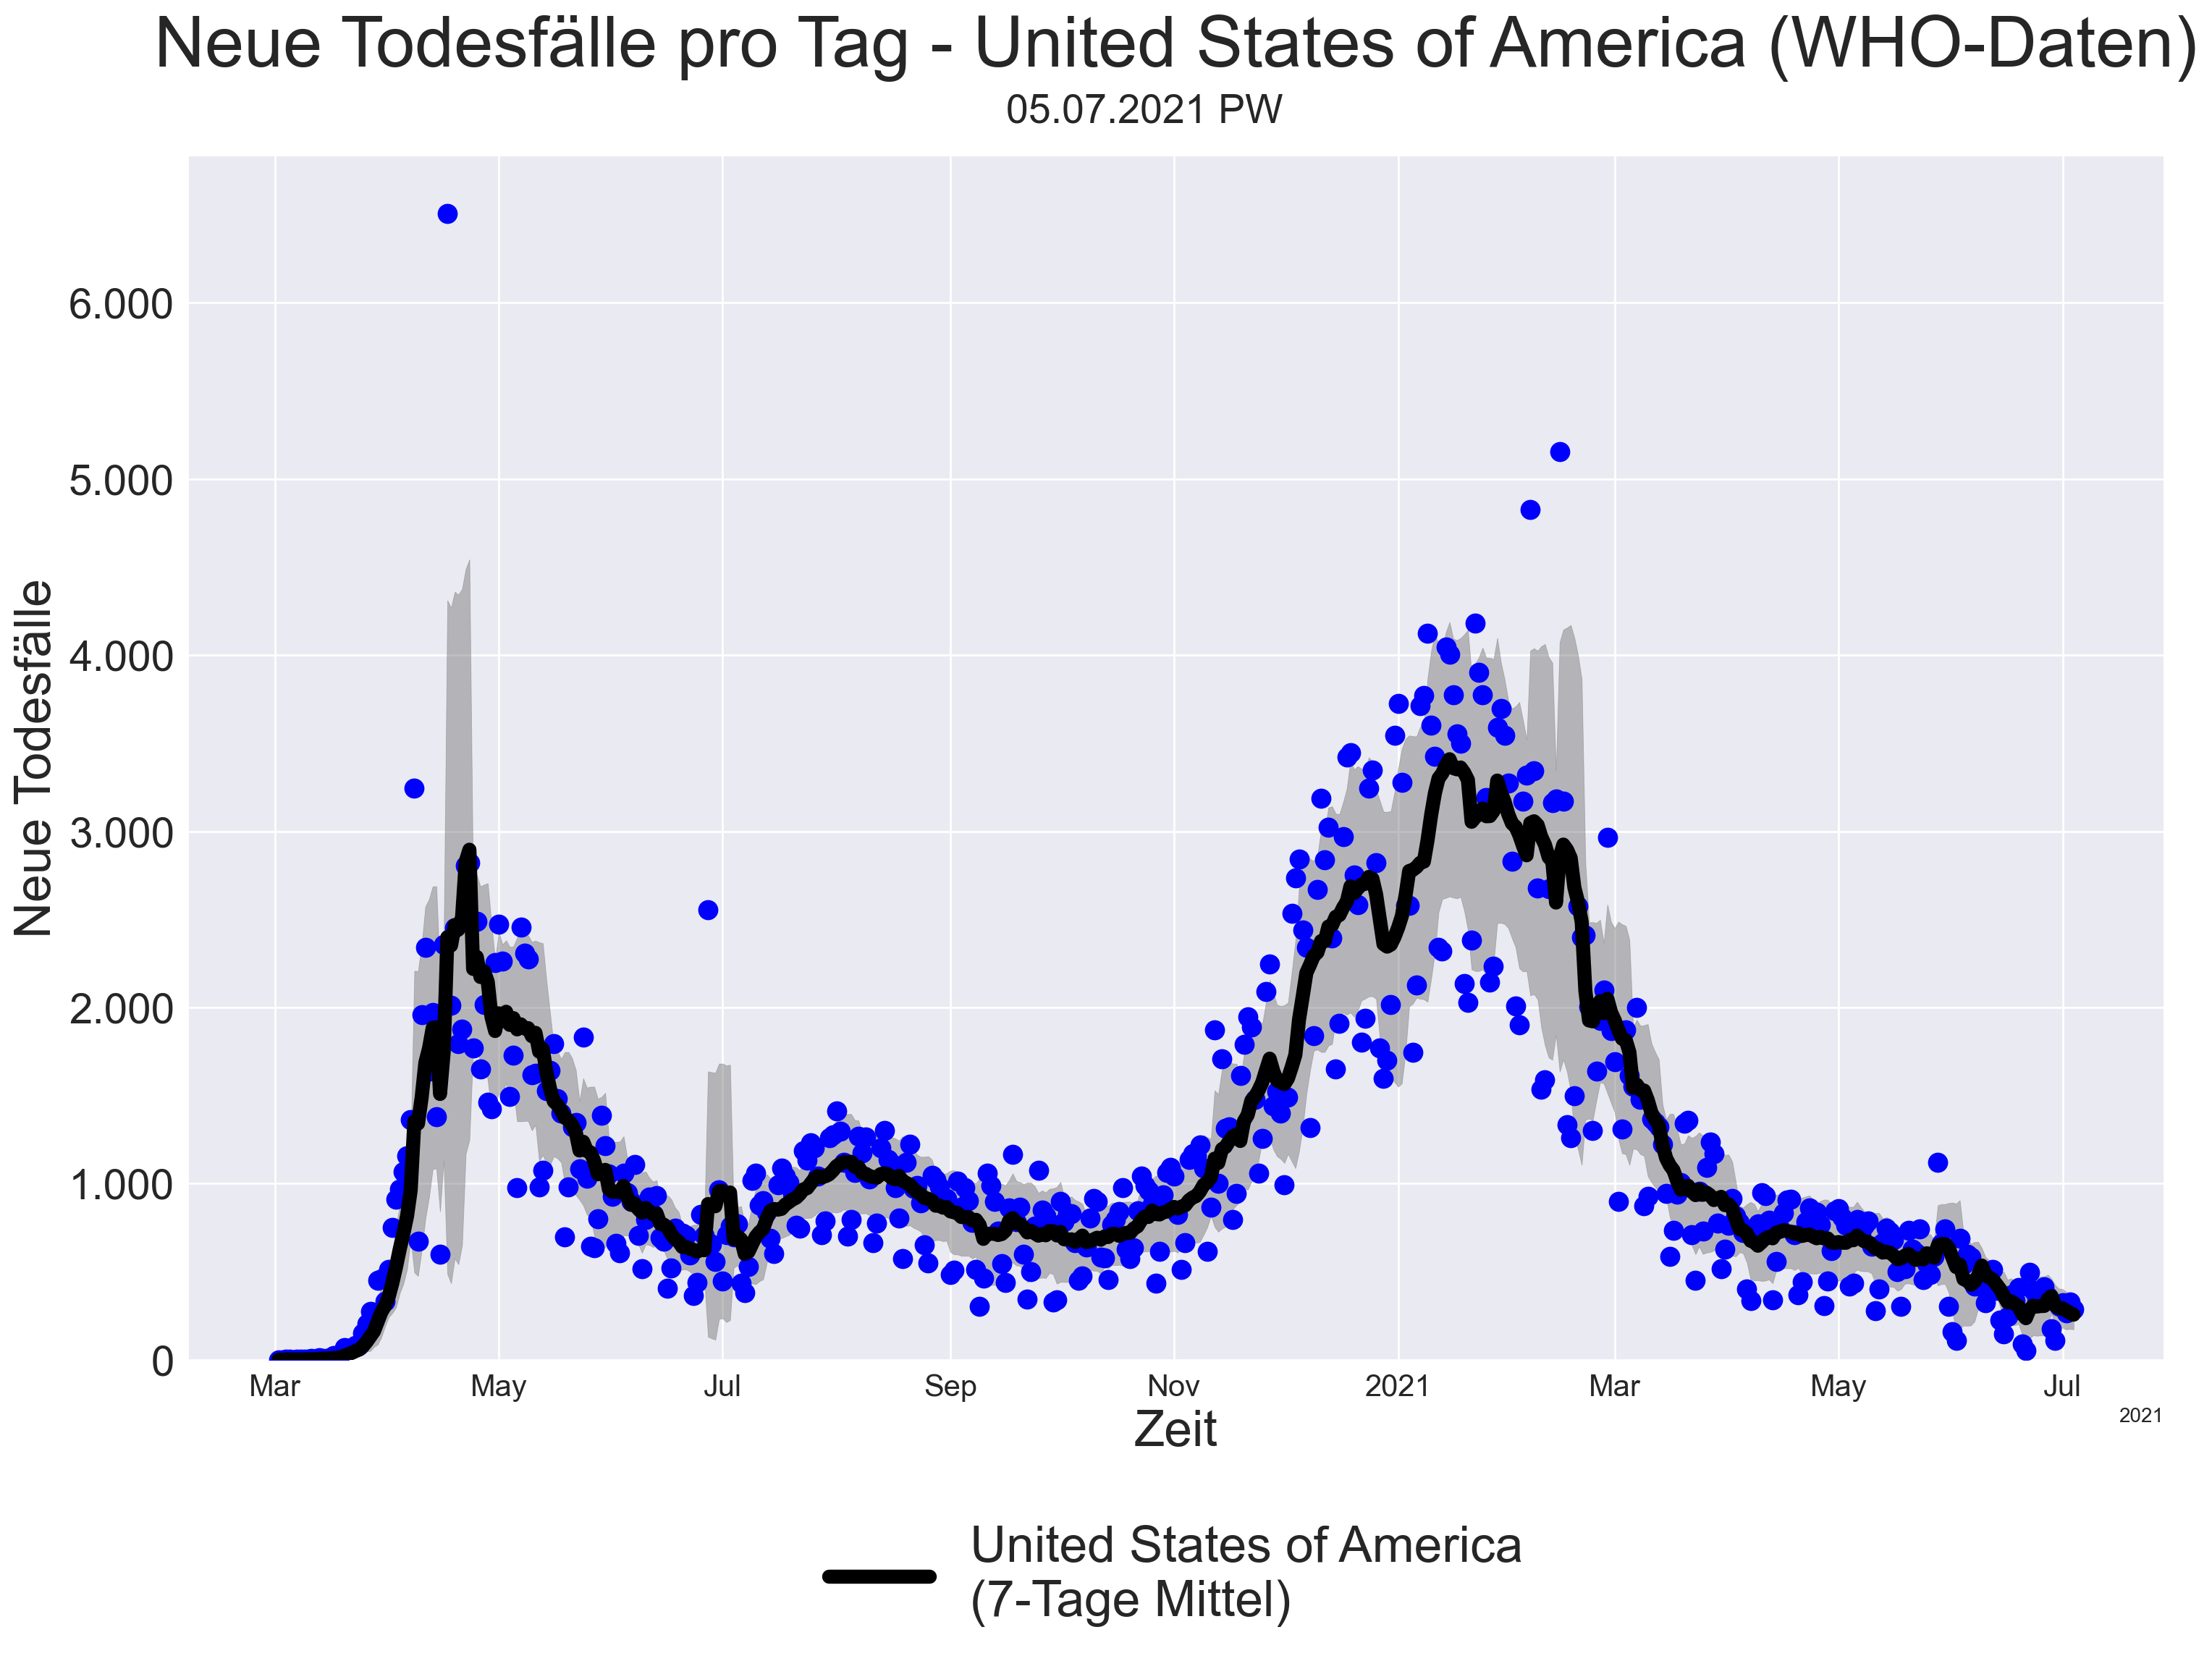 Neue Todesfälle pro Tag - United States of America (WHO-Daten)
05.07.2021 PW
Neue Todesfälle
6.000
5.000
4.000
3.000
2.000
1.000
0
Mar May Jul Sep Nov 2021 Mar May Jul
2021
Zeit
United States of America
(7-Tage Mittel)